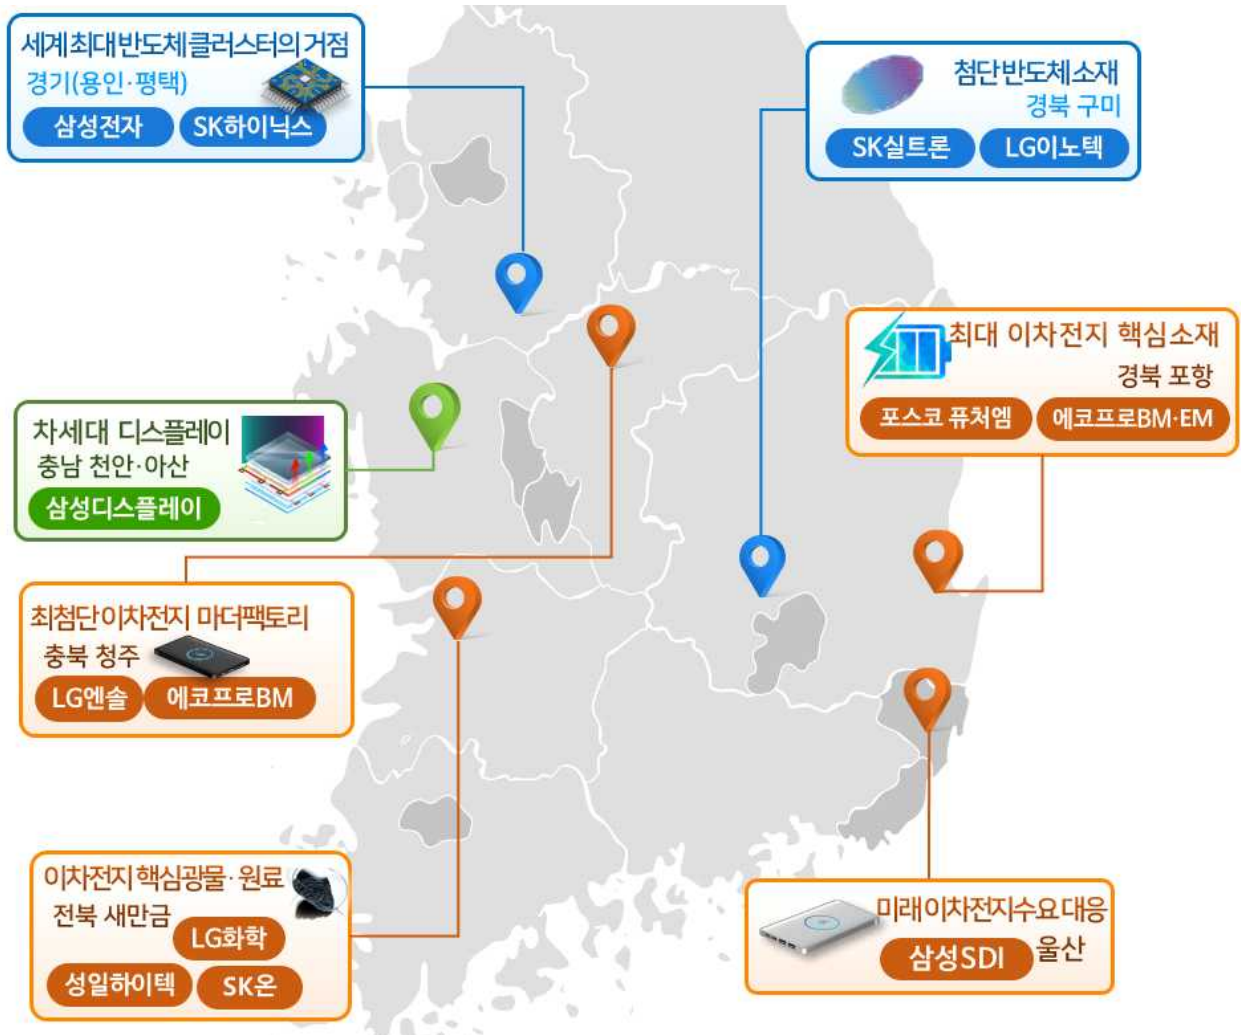 세계 최대 반도체 클러스터의 거점
경기(용인·평택)
삼성전자 SK하이닉스
첨단 반도체 소재
경북 구미
SK실트론 LG이노텍
최대 이차전지 핵심소재
경북 포항
포스코 퓨처엠 에코프로BM·EM
차세대 디스플레이
충남 천안·아산
삼성디스플레이
최첨단 이차전지 마더팩토리
충북 청주
LG엔솔 에코프로BM
이차전지 핵심광물·원료
전북 새만금
LG화학
성일하이텍 SK온
미래 이차전지 수요 대응
삼성SDI 울산